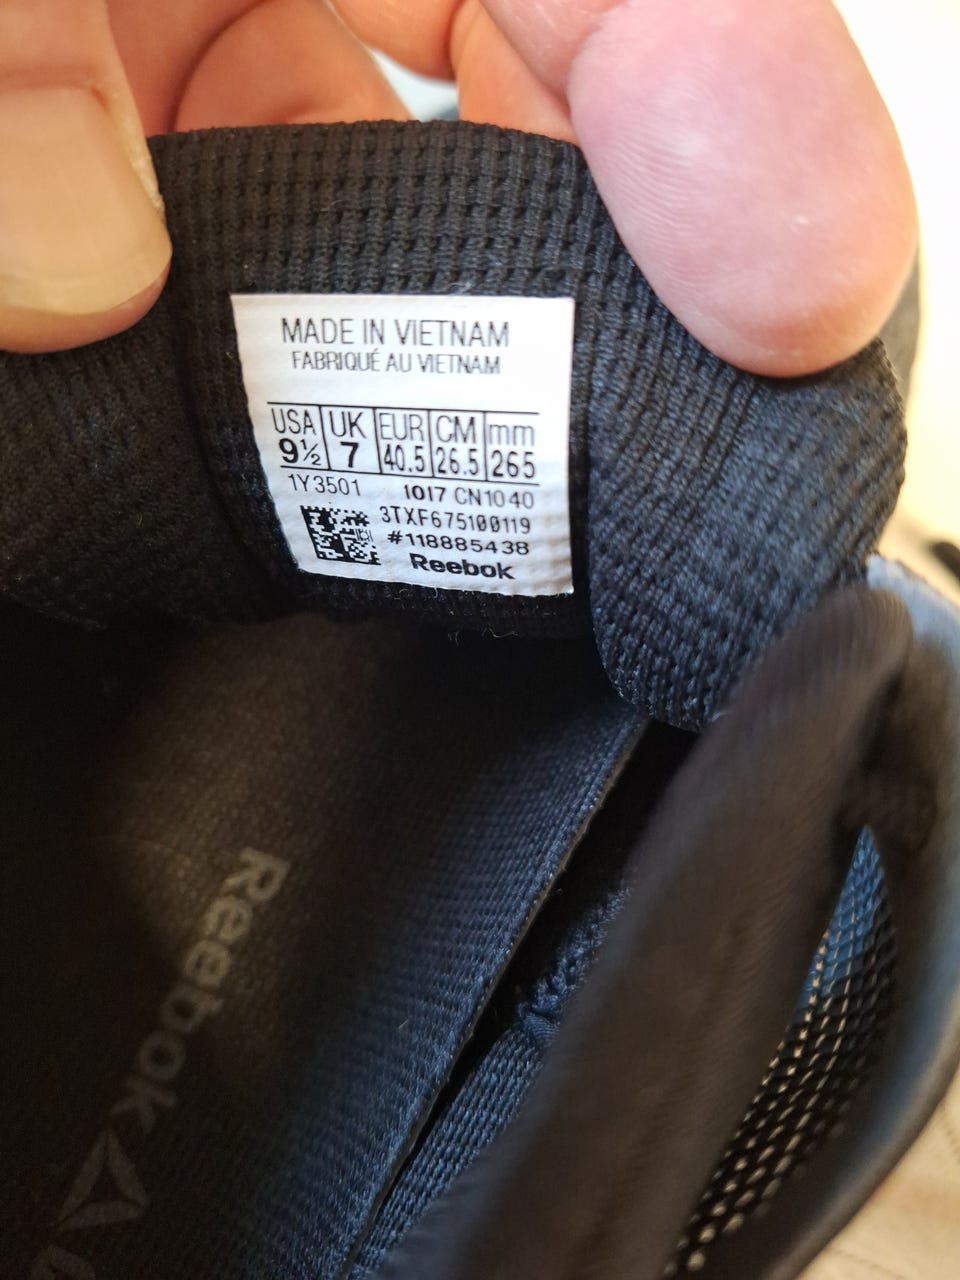 MADE IN VIETNAM
FABRIQUÉ AU VIETNAM
USA UK EUR CM mm
9½ 7 40.5 26.5 265
1Y3501 1017 CN1040
3TXF675100119
#118885438
Reebok
Reebok